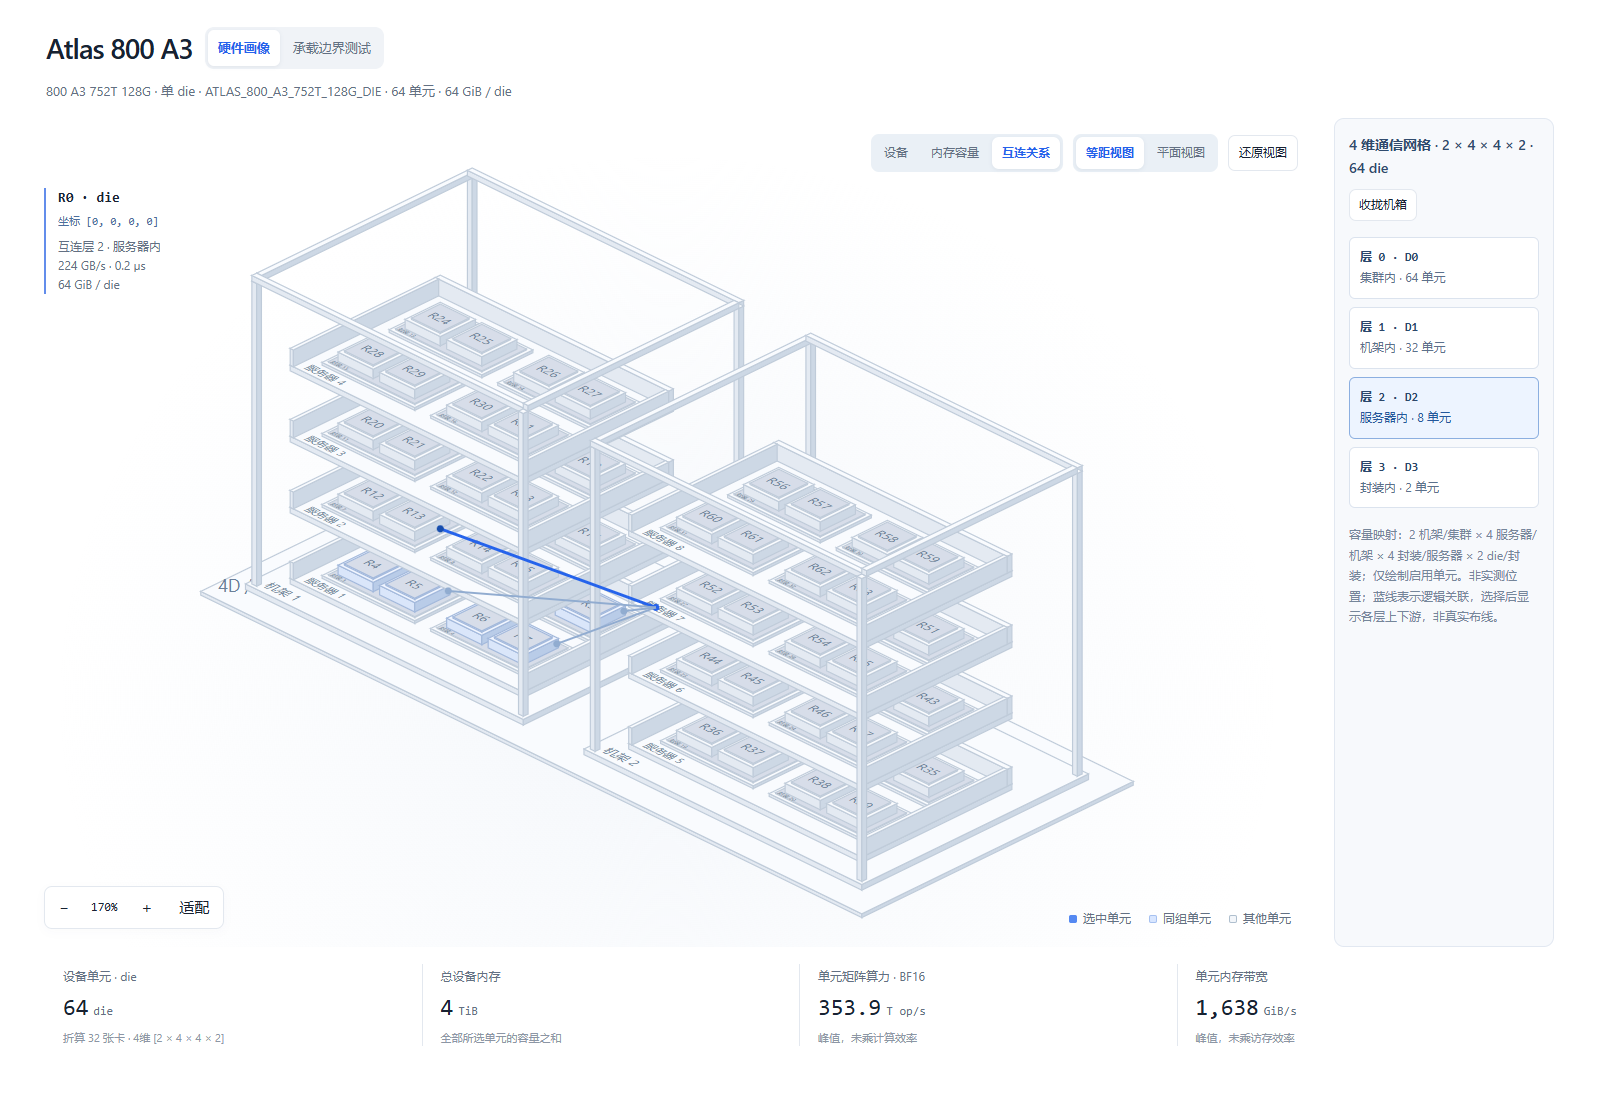 Atlas 800 A3
硬件画像
承载边界测试
800 A3 752T 128G · 单 die · ATLAS_800_A3_752T_128G_DIE · 64 单元 · 64 GiB / die
设备
内存容量
互连关系
等距视图
平面视图
还原视图
R0 · die
坐标 [0, 0, 0, 0]
互连层 2 · 服务器内
224 GB/s · 0.2 μs
64 GiB / die
R24
R25
R26
R27
R28
R29
R30
服务器 4
R20
R21
R22
服务器 3
R12
R13
服务器 2
R4
R5
R6
服务器 1
机架 1
4D
R56
R57
R58
R59
R60
R61
R62
服务器 8
R51
R52
R53
R54
服务器 7
R43
R44
R45
R46
服务器 6
R35
R36
R37
R38
服务器 5
机架 2
4 维通信网格 · 2 × 4 × 4 × 2 ·
64 die
收拢机箱
层 0 · D0
集群内 · 64 单元
层 1 · D1
机架内 · 32 单元
层 2 · D2
服务器内 · 8 单元
层 3 · D3
封装内 · 2 单元
容量映射：2 机架/集群 × 4 服务器/
机架 × 4 封装/服务器 × 2 die/封
装；仅绘制启用单元。非实测位
置；蓝线表示逻辑关联，选择后显
示各层上下游，非真实布线。
− 170% + 适配
选中单元
同组单元
其他单元
设备单元 · die
64 die
折算 32 张卡 · 4维 [2 × 4 × 4 × 2]
总设备内存
4 TiB
全部所选单元的容量之和
单元矩阵算力 · BF16
353.9 T op/s
峰值，未乘计算效率
单元内存带宽
1,638 GiB/s
峰值，未乘访存效率